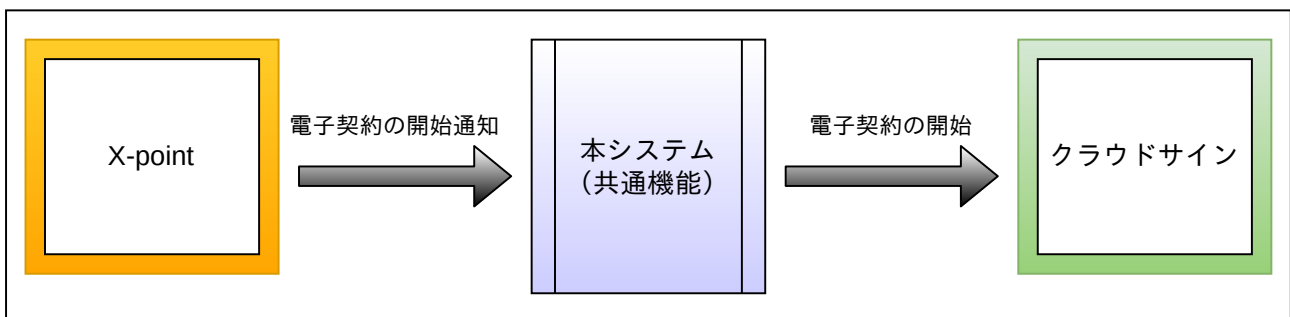 電子契約の開始通知
電子契約の開始
X-point
本システム
（共通機能）
クラウドサイン